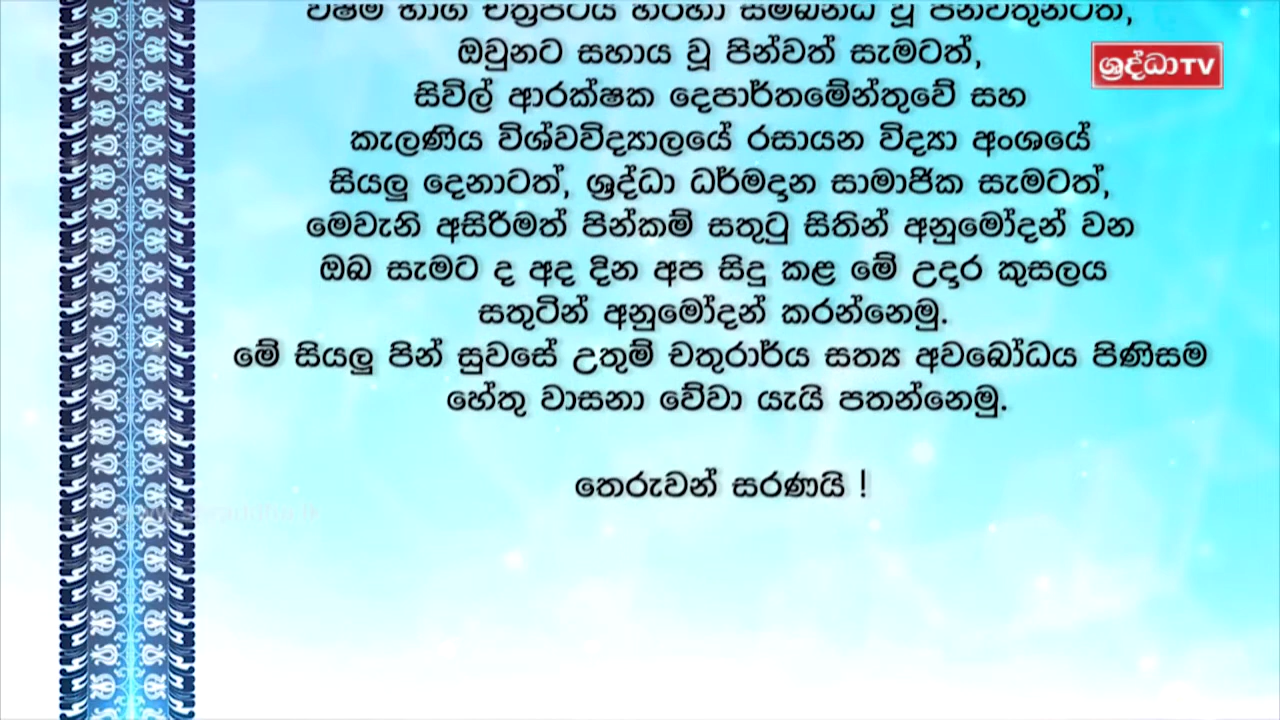 ශ්‍රද්ධා TV
ඔවුනට සහාය වූ පින්වත් සැමටත්,
සිවිල් ආරක්ෂක දෙපාර්තමේන්තුවේ සහ
කැලණිය විශ්වවිද්‍යාලයේ රසායන විද්‍යා අංශයේ
සියලු දෙනාටත්, ශ්‍රද්ධා ධර්මදාන සාමාජික සැමටත්,
මෙවැනි අසිරිමත් පින්කම් සතුටු සිතින් අනුමෝදන් වන
ඔබ සැමට ද අද දින අප සිදු කළ මේ උදාර කුසලය
සතුටින් අනුමෝදන් කරන්නෙමු.
මේ සියලු පින් සුවසේ උතුම් චතුරාර්ය සත්‍ය අවබෝධය පිණිසම
හේතු වාසනා වේවා යැයි පතන්නෙමු.
තෙරුවන් සරණයි !